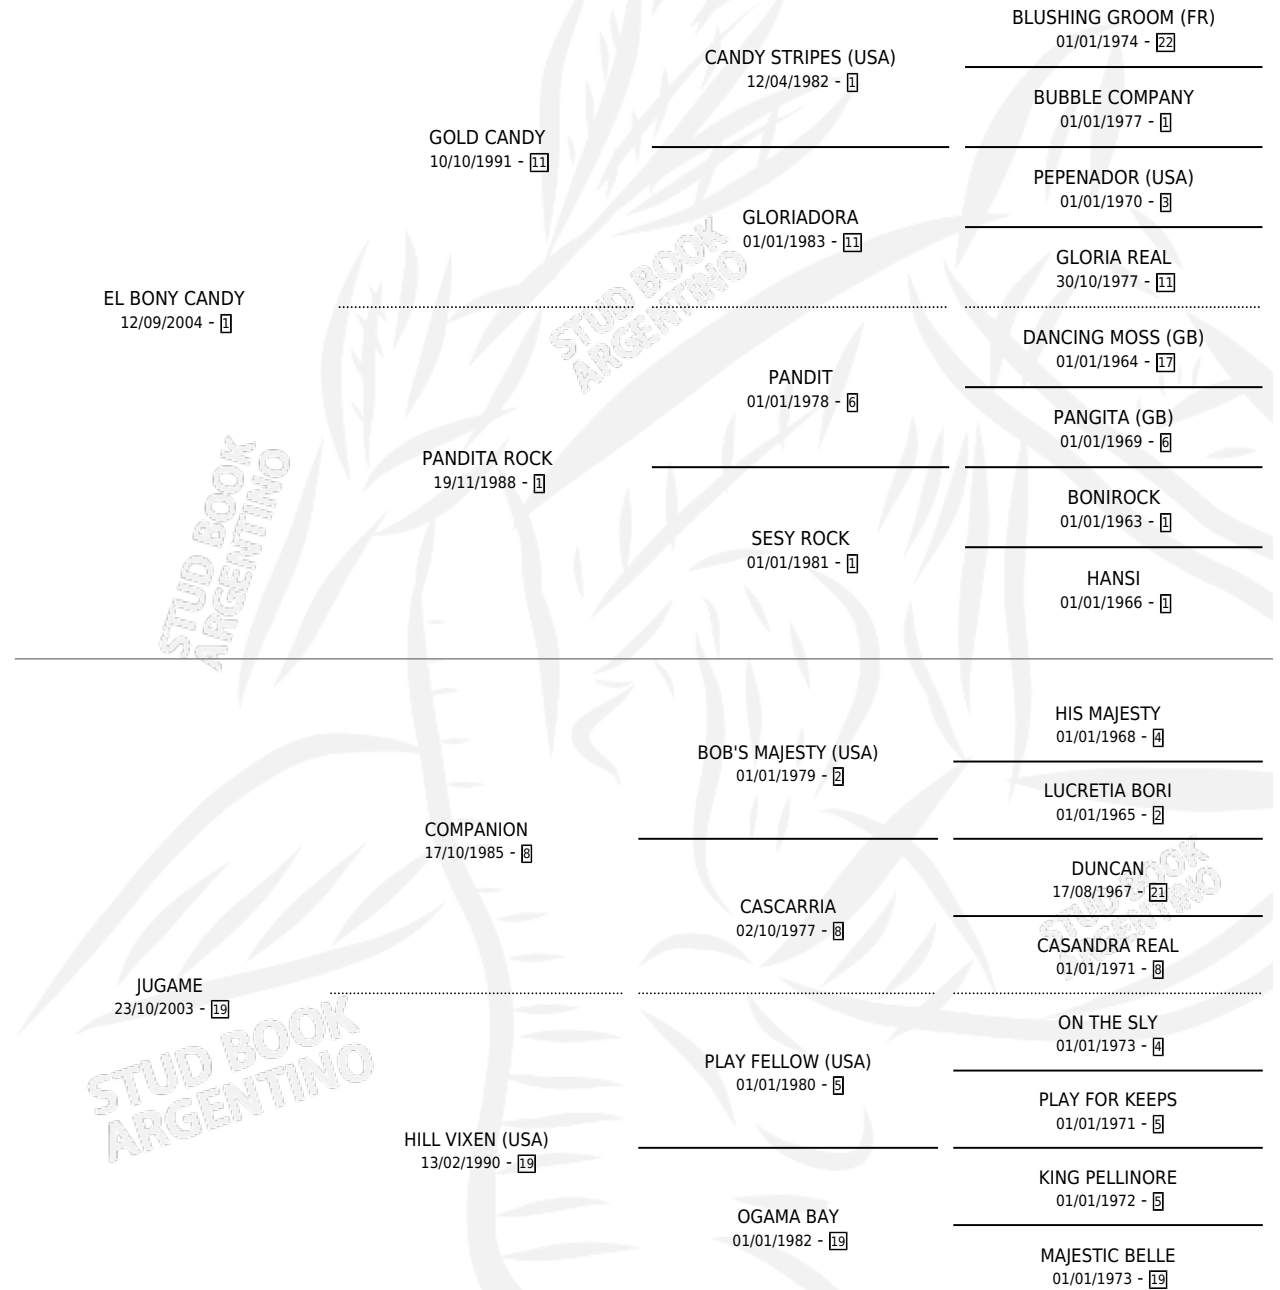 BLUSHING GROOM (FR)
01/01/1974 - 22
CANDY STRIPES (USA)
12/04/1982 - 1
BUBBLE COMPANY
01/01/1977 - 1
GOLD CANDY
10/10/1991 - 11
PEPENADOR (USA)
01/01/1970 - 3
GLORIADORA
01/01/1983 - 11
GLORIA REAL
30/10/1977 - 11
EL BONY CANDY
12/09/2004 - 1
DANCING MOSS (GB)
01/01/1964 - 17
PANDIT
01/01/1978 - 6
PANGITA (GB)
01/01/1969 - 6
PANDITA ROCK
19/11/1988 - 1
BONIROCK
01/01/1963 - 1
SESY ROCK
01/01/1981 - 1
HANSI
01/01/1966 - 1
HIS MAJESTY
01/01/1968 - 4
BOB'S MAJESTY (USA)
01/01/1979 - 2
LUCRETIA BORI
01/01/1965 - 2
COMPANION
17/10/1985 - 8
DUNCAN
17/08/1967 - 21
CASCARRIA
02/10/1977 - 8
CASANDRA REAL
01/01/1971 - 8
JUGAME
23/10/2003 - 19
ON THE SLY
01/01/1973 - 4
PLAY FELLOW (USA)
01/01/1980 - 5
PLAY FOR KEEPS
01/01/1971 - 5
HILL VIXEN (USA)
13/02/1990 - 19
KING PELLINORE
01/01/1972 - 5
OGAMA BAY
01/01/1982 - 19
MAJESTIC BELLE
01/01/1973 - 19
STUD BOOK
ARGENTINO
STUD BOOK
ARGENTINO
STUD BOOK
ARGENTINO
STUD BOOK
ARGENTINO